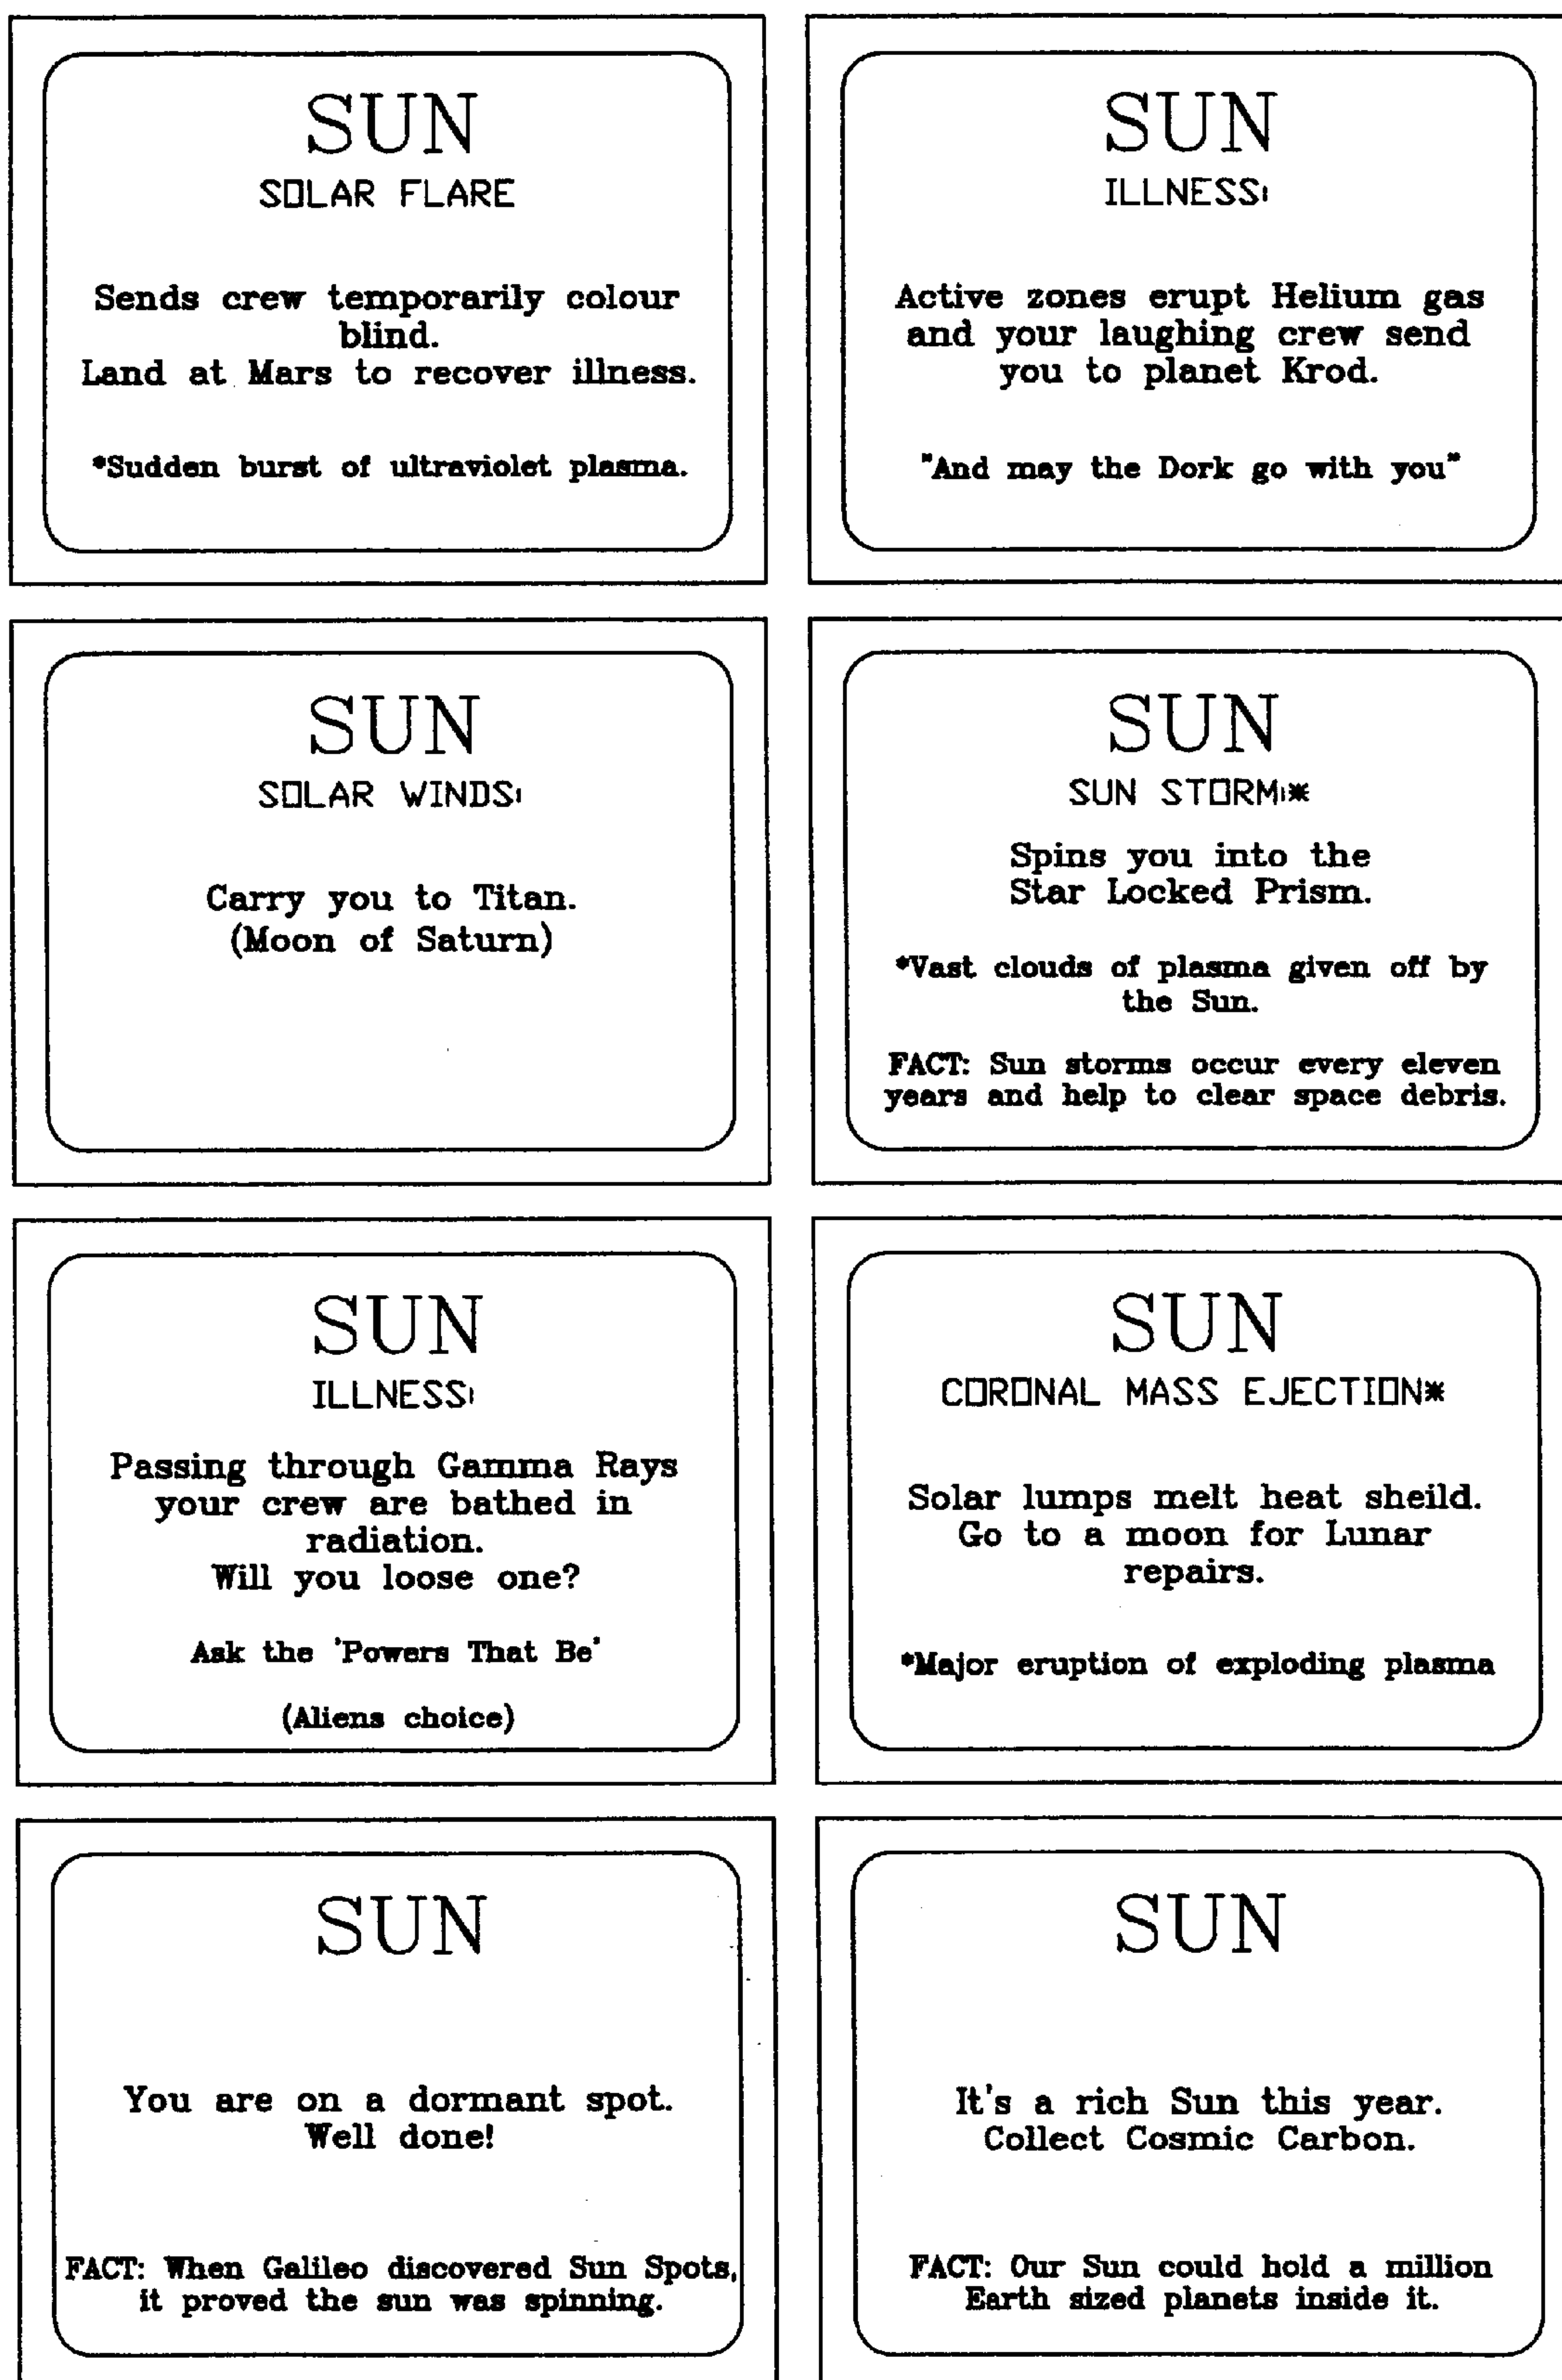 SUN
SOLAR FLARE
Sends crew temporarily colour
blind.
Land at Mars to recover illness.
*Sudden burst of ultraviolet plasma.
SUN
ILLNESS:
Active zones erupt Helium gas
and your laughing crew send
you to planet Krod.
"And may the Dork go with you"
SUN
SOLAR WINDS:
Carry you to Titan.
(Moon of Saturn)
SUN
SUN STORM:*
Spins you into the
Star Locked Prism.
*Vast clouds of plasma given off by
the Sun.
FACT: Sun storms occur every eleven
years and help to clear space debris.
SUN
ILLNESS:
Passing through Gamma Rays
your crew are bathed in
radiation.
Will you loose one?
Ask the 'Powers That Be'
(Aliens choice)
SUN
CORONAL MASS EJECTION*
Solar lumps melt heat sheild.
Go to a moon for Lunar
repairs.
*Major eruption of exploding plasma
SUN
You are on a dormant spot.
Well done!
FACT: When Galileo discovered Sun Spots,
it proved the sun was spinning.
SUN
It's a rich Sun this year.
Collect Cosmic Carbon.
FACT: Our Sun could hold a million
Earth sized planets inside it.